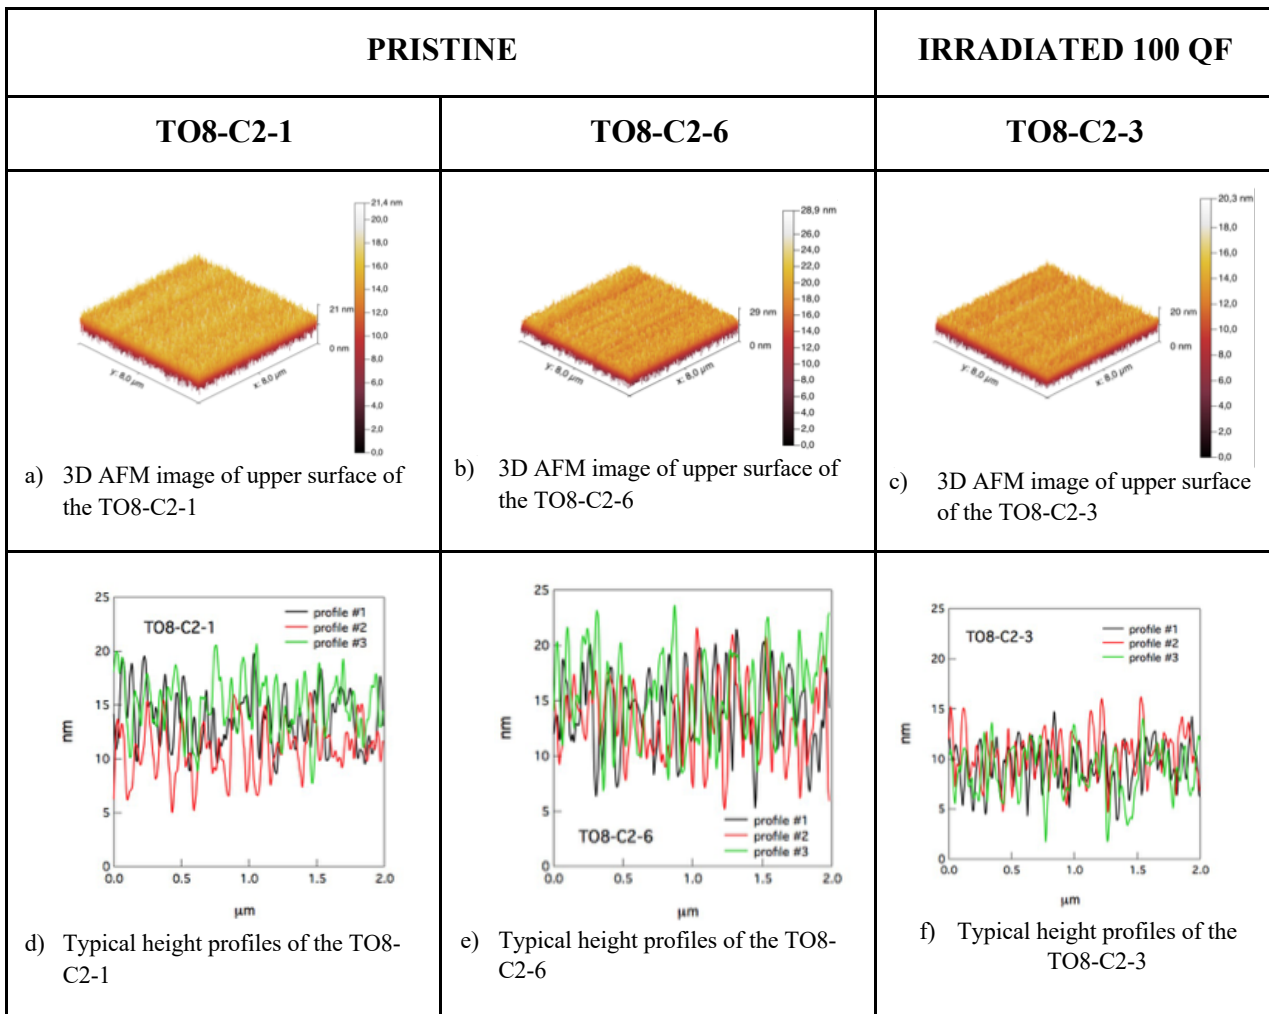 PRISTINE
IRRADIATED 100 QF
TO8-C2-1
TO8-C2-6
TO8-C2-3
21,4 nm
20,0
18,0
16,0
14,0
12,0
10,0
8,0
6,0
4,0
2,0
0,0
21 nm
0 nm
y: 8,0 µm
x: 8,0 µm
a) 3D AFM image of upper surface of
the TO8-C2-1
28,9 nm
26,0
24,0
22,0
20,0
18,0
16,0
14,0
12,0
10,0
8,0
6,0
4,0
2,0
0,0
29 nm
0 nm
y: 8,0 µm
x: 8,0 µm
b) 3D AFM image of upper surface of
the TO8-C2-6
20,3 nm
18,0
16,0
14,0
12,0
10,0
8,0
6,0
4,0
2,0
0,0
20 nm
0 nm
y: 8,0 µm
x: 8,0 µm
c) 3D AFM image of upper surface
of the TO8-C2-3
25
20
15
10
5
0
nm
TO8-C2-1
profile #1
profile #2
profile #3
0.0 0.5 1.0 1.5 2.0
µm
d) Typical height profiles of the TO8-
C2-1
25
20
15
10
5
0
nm
TO8-C2-6
profile #1
profile #2
profile #3
0.0 0.5 1.0 1.5 2.0
µm
e) Typical height profiles of the TO8-
C2-6
25
20
15
10
5
0
nm
TO8-C2-3
profile #1
profile #2
profile #3
0.0 0.5 1.0 1.5 2.0
µm
f) Typical height profiles of the
TO8-C2-3